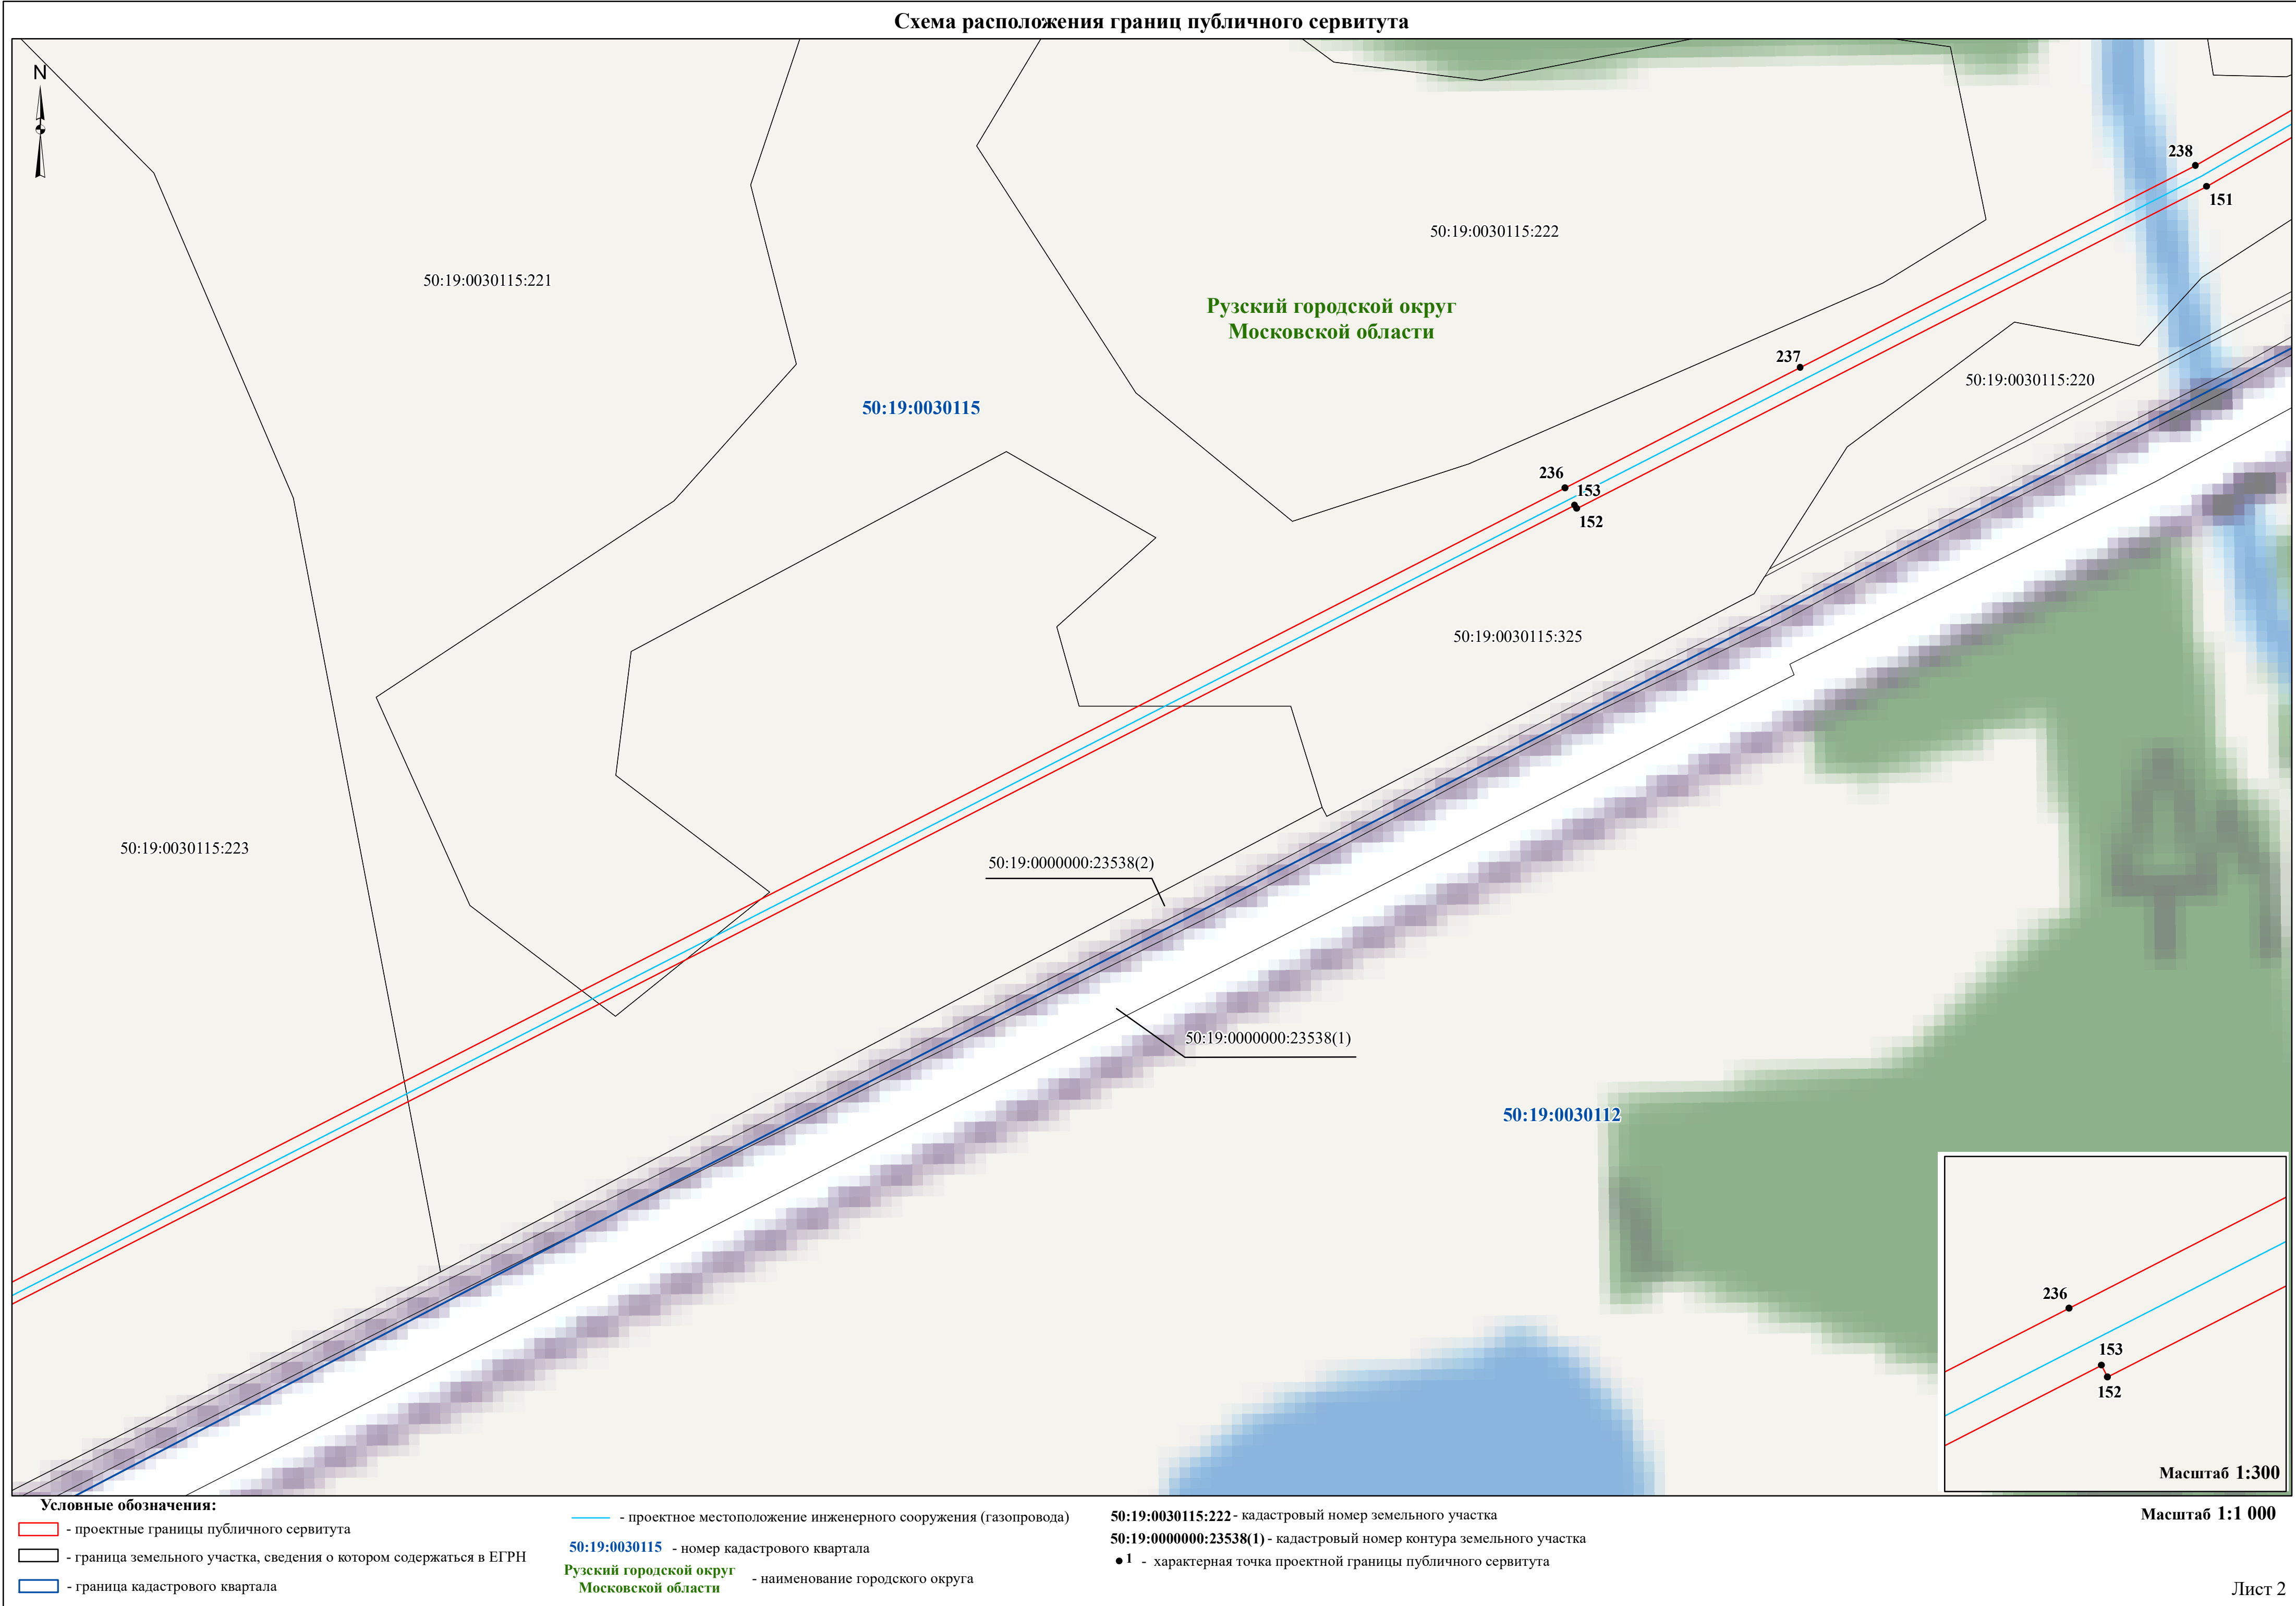 Схема расположения границ публичного сервитута
N
238
151
50:19:0030115:222
50:19:0030115:221
Рузский городской округ
Московской области
237
50:19:0030115:220
50:19:0030115
236
153
152
50:19:0030115:325
50:19:0030115:223
50:19:0000000:23538(2)
50:19:0000000:23538(1)
50:19:0030112
236
153
152
Масштаб 1:300
Условные обозначения:
- проектные границы публичного сервитута
- граница земельного участка, сведения о котором содержаться в ЕГРН
- граница кадастрового квартала
- проектное местоположение инженерного сооружения (газопровода)
50:19:0030115 - номер кадастрового квартала
Рузский городской округ
Московской области - наименование городского округа
50:19:0030115:222 - кадастровый номер земельного участка
50:19:0000000:23538(1) - кадастровый номер контура земельного участка
1 - характерная точка проектной границы публичного сервитута
Масштаб 1:1 000
Лист 2